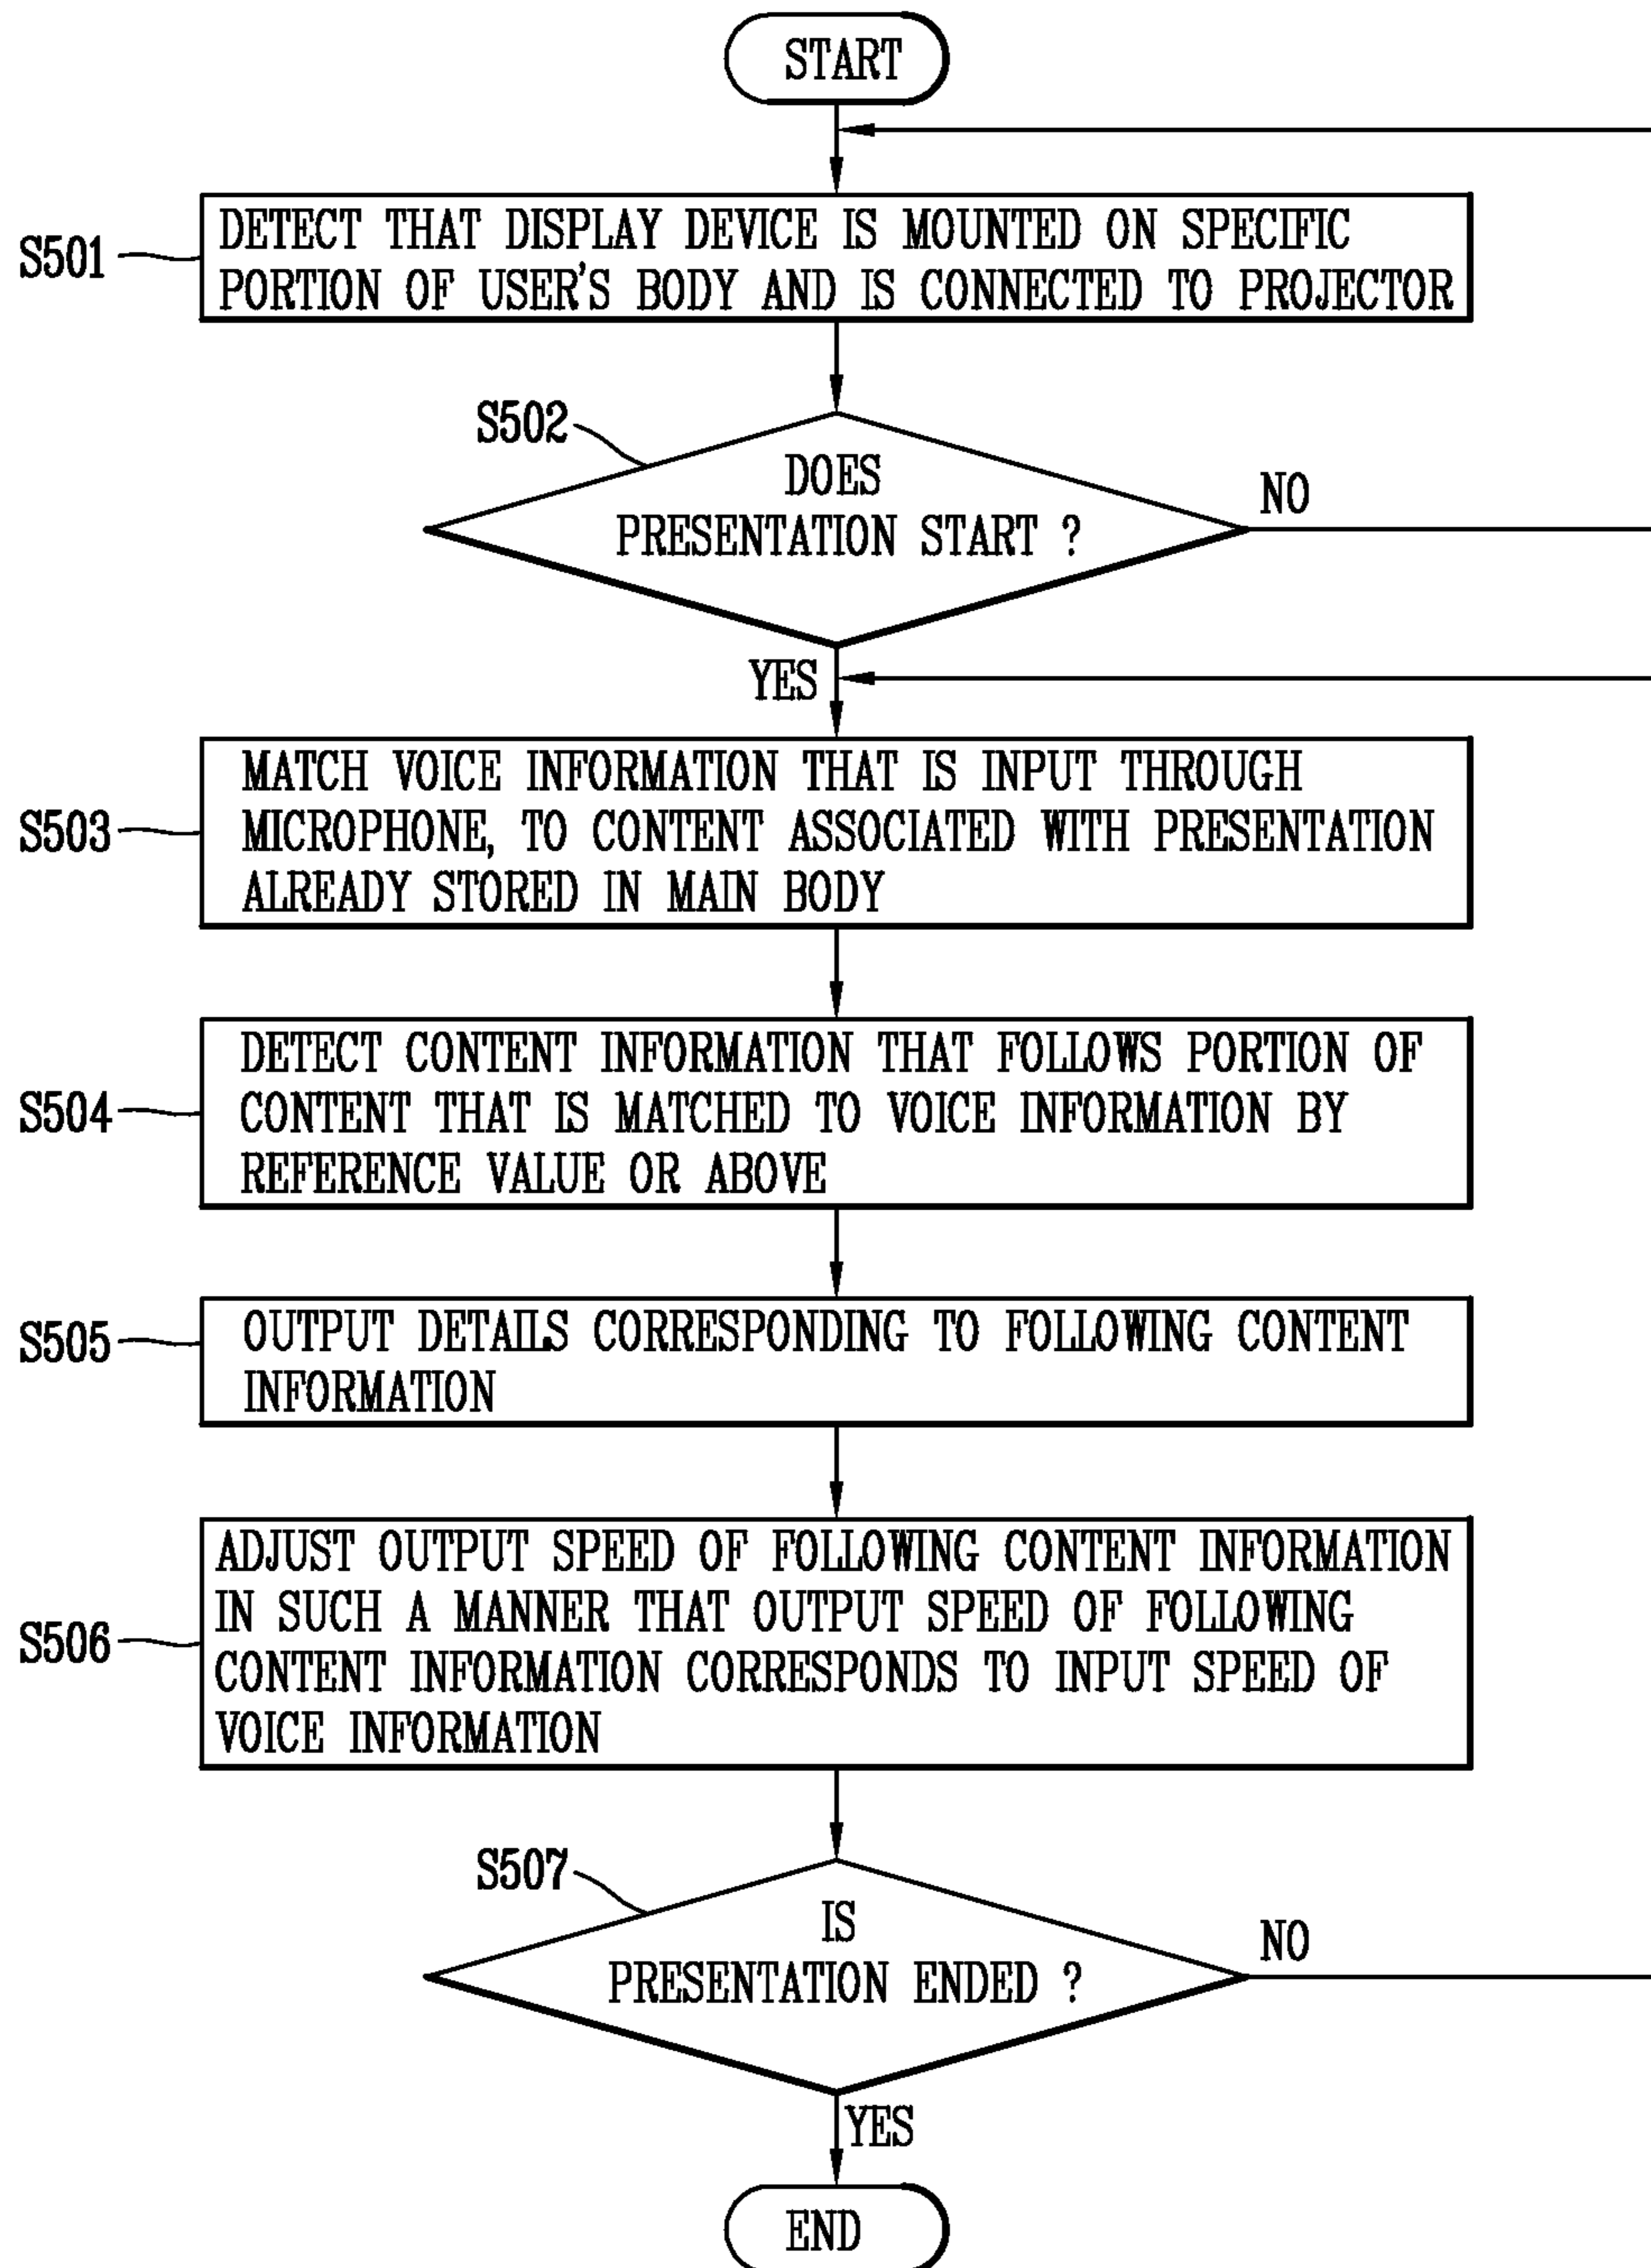 START
S501
DETECT THAT DISPLAY DEVICE IS MOUNTED ON SPECIFIC
PORTION OF USER'S BODY AND IS CONNECTED TO PROJECTOR
S502
DOES
PRESENTATION START ?
NO
YES
S503
MATCH VOICE INFORMATION THAT IS INPUT THROUGH
MICROPHONE, TO CONTENT ASSOCIATED WITH PRESENTATION
ALREADY STORED IN MAIN BODY
S504
DETECT CONTENT INFORMATION THAT FOLLOWS PORTION OF
CONTENT THAT IS MATCHED TO VOICE INFORMATION BY
REFERENCE VALUE OR ABOVE
S505
OUTPUT DETAILS CORRESPONDING TO FOLLOWING CONTENT
INFORMATION
S506
ADJUST OUTPUT SPEED OF FOLLOWING CONTENT INFORMATION
IN SUCH A MANNER THAT OUTPUT SPEED OF FOLLOWING
CONTENT INFORMATION CORRESPONDS TO INPUT SPEED OF
VOICE INFORMATION
S507
IS
PRESENTATION ENDED ?
NO
YES
END